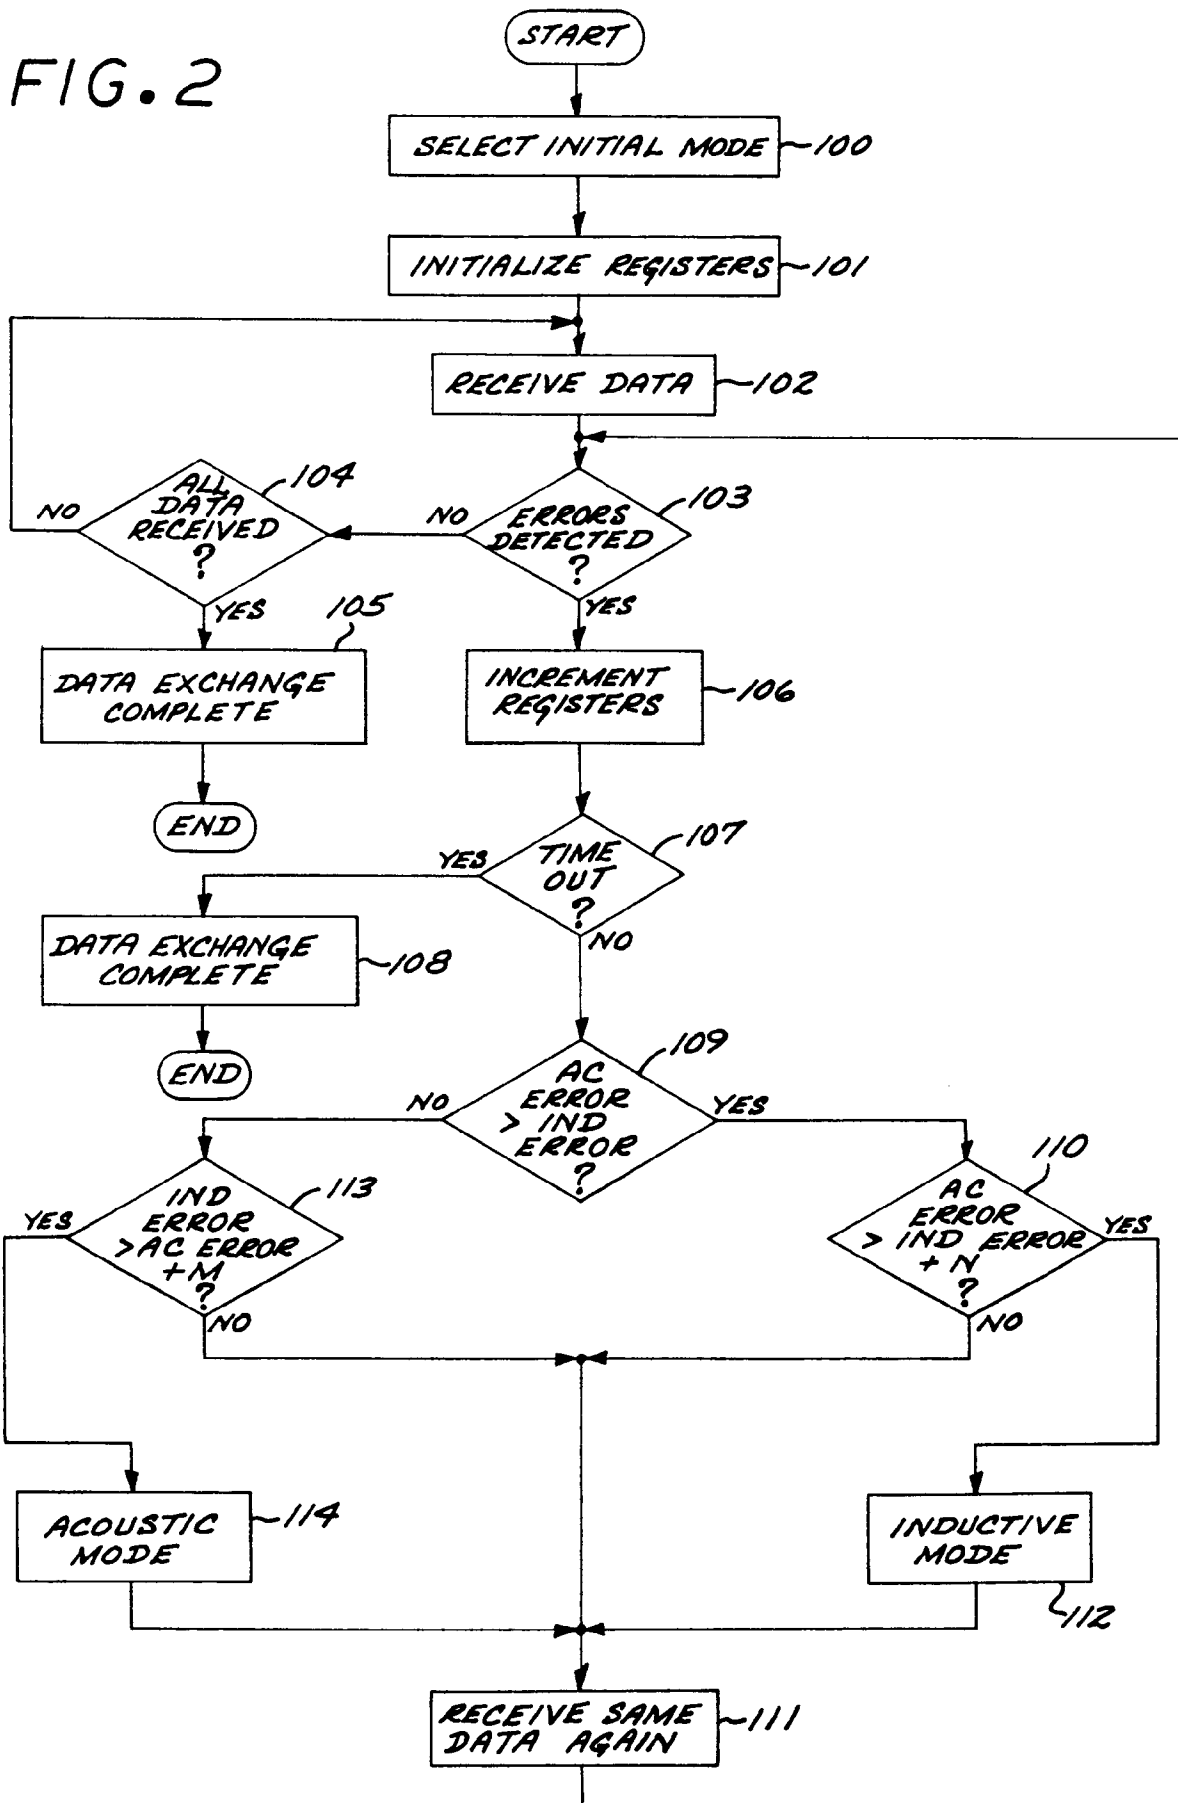 FIG. 2
START
SELECT INITIAL MODE
100
INITIALIZE REGISTERS
101
RECEIVE DATA
102
ALL
DATA
RECEIVED
?
104
NO
YES
ERRORS
DETECTED
?
103
NO
YES
105
DATA EXCHANGE
COMPLETE
END
INCREMENT
REGISTERS
106
TIME
OUT
?
107
YES
NO
DATA EXCHANGE
COMPLETE
108
END
AC
ERROR
> IND
ERROR
?
109
NO
YES
IND
ERROR
> AC ERROR
+ M
?
113
YES
NO
AC
ERROR
> IND ERROR
+ N
?
110
YES
NO
ACOUSTIC
MODE
114
INDUCTIVE
MODE
112
RECEIVE SAME
DATA AGAIN
111